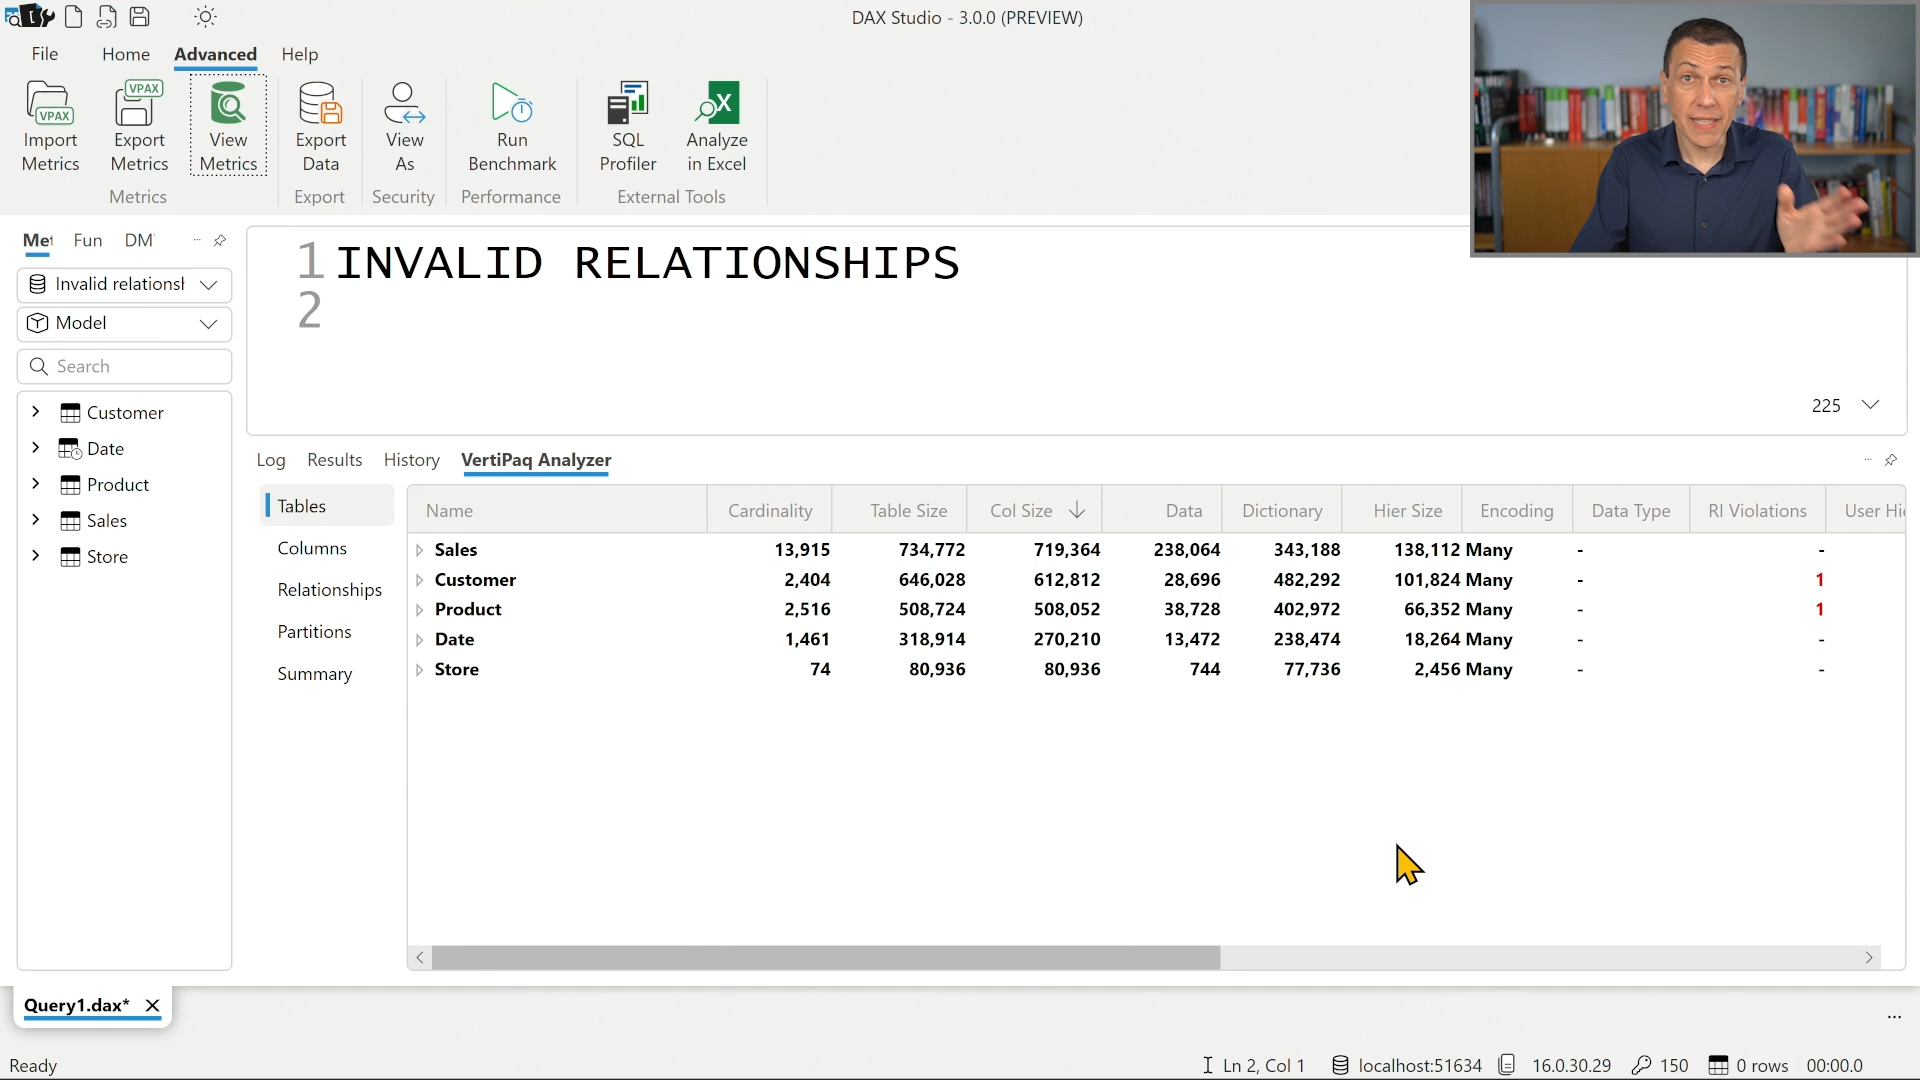 DAX Studio - 3.0.0 (PREVIEW)
File Home Advanced Help
VPAX VPAX
Import Metrics
Export Metrics
View Metrics
Export Data
View As
Run Benchmark
SQL Profiler
Analyze in Excel
Metrics Export Security Performance External Tools
Met Fun DM
Invalid relationsh
Model
Search
Customer
Date
Product
Sales
Store
1 INVALID RELATIONSHIPS
2
225
Log Results History VertiPaq Analyzer
Tables
Columns
Relationships
Partitions
Summary
Name Cardinality Table Size Col Size Data Dictionary Hier Size Encoding Data Type RI Violations User Hie
Sales 13,915 734,772 719,364 238,064 343,188 138,112 Many - -
Customer 2,404 646,028 612,812 28,696 482,292 101,824 Many - 1
Product 2,516 508,724 508,052 38,728 402,972 66,352 Many - 1
Date 1,461 318,914 270,210 13,472 238,474 18,264 Many - -
Store 74 80,936 80,936 744 77,736 2,456 Many - -
Query1.dax*
Ready Ln 2, Col 1 localhost:51634 16.0.30.29 150 0 rows 00:00.0